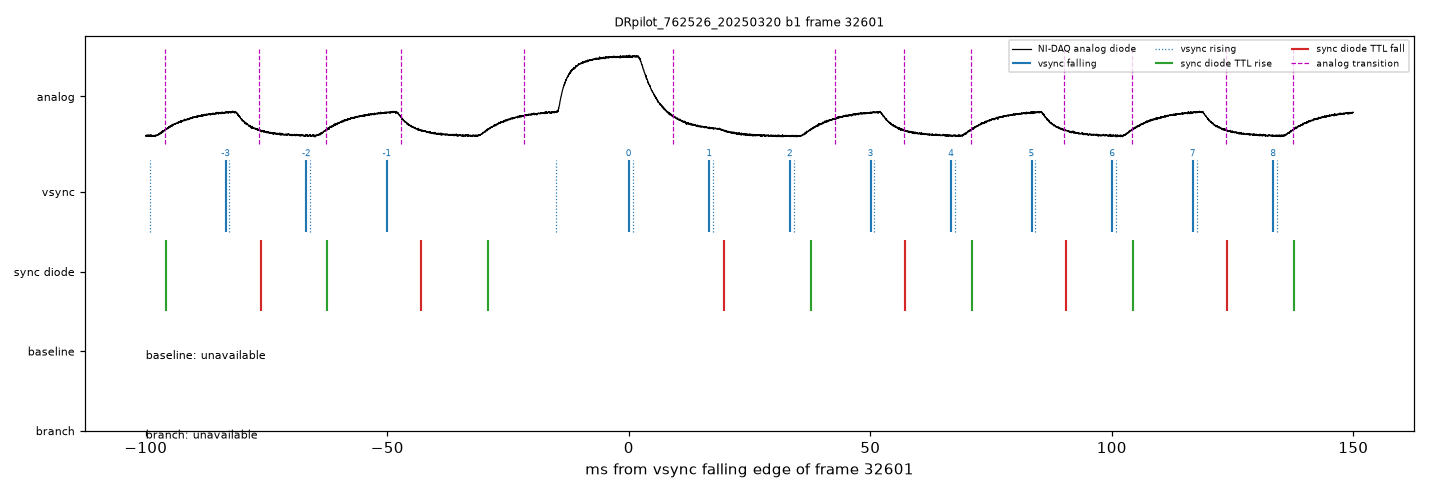 DRpilot_762526_20250320 b1 frame 32601
NI-DAQ analog diode
vsync falling
vsync rising
sync diode TTL rise
sync diode TTL fall
analog transition
analog
-3 -2 -1 0 1 2 3 4 5 6 7 8
vsync
sync diode
baseline
baseline: unavailable
branch
branch: unavailable
−100 −50 0 50 100 150
ms from vsync falling edge of frame 32601